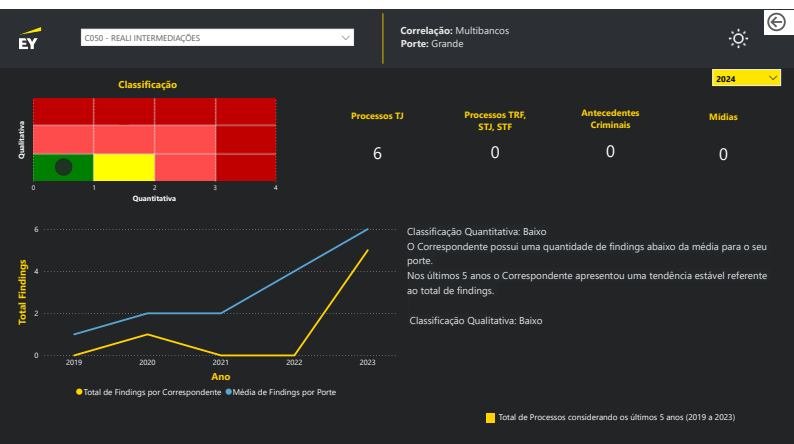 EY
C050 - REALI INTERMEDIAÇÕES
Correlação: Multibancos
Porte: Grande
2024
Classificação
Qualitativa
0 1 2 3 4
Quantitativa
Processos TJ
6
Processos TRF,
STJ, STF
0
Antecedentes
Criminais
0
Mídias
0
Total Findings
6
4
2
0
2019 2020 2021 2022 2023
Ano
Total de Findings por Correspondente Média de Findings por Porte
Classificação Quantitativa: Baixo
O Correspondente possui uma quantidade de findings abaixo da média para o seu
porte.
Nos últimos 5 anos o Correspondente apresentou uma tendência estável referente
ao total de findings.
Classificação Qualitativa: Baixo
Total de Processos considerando os últimos 5 anos (2019 a 2023)